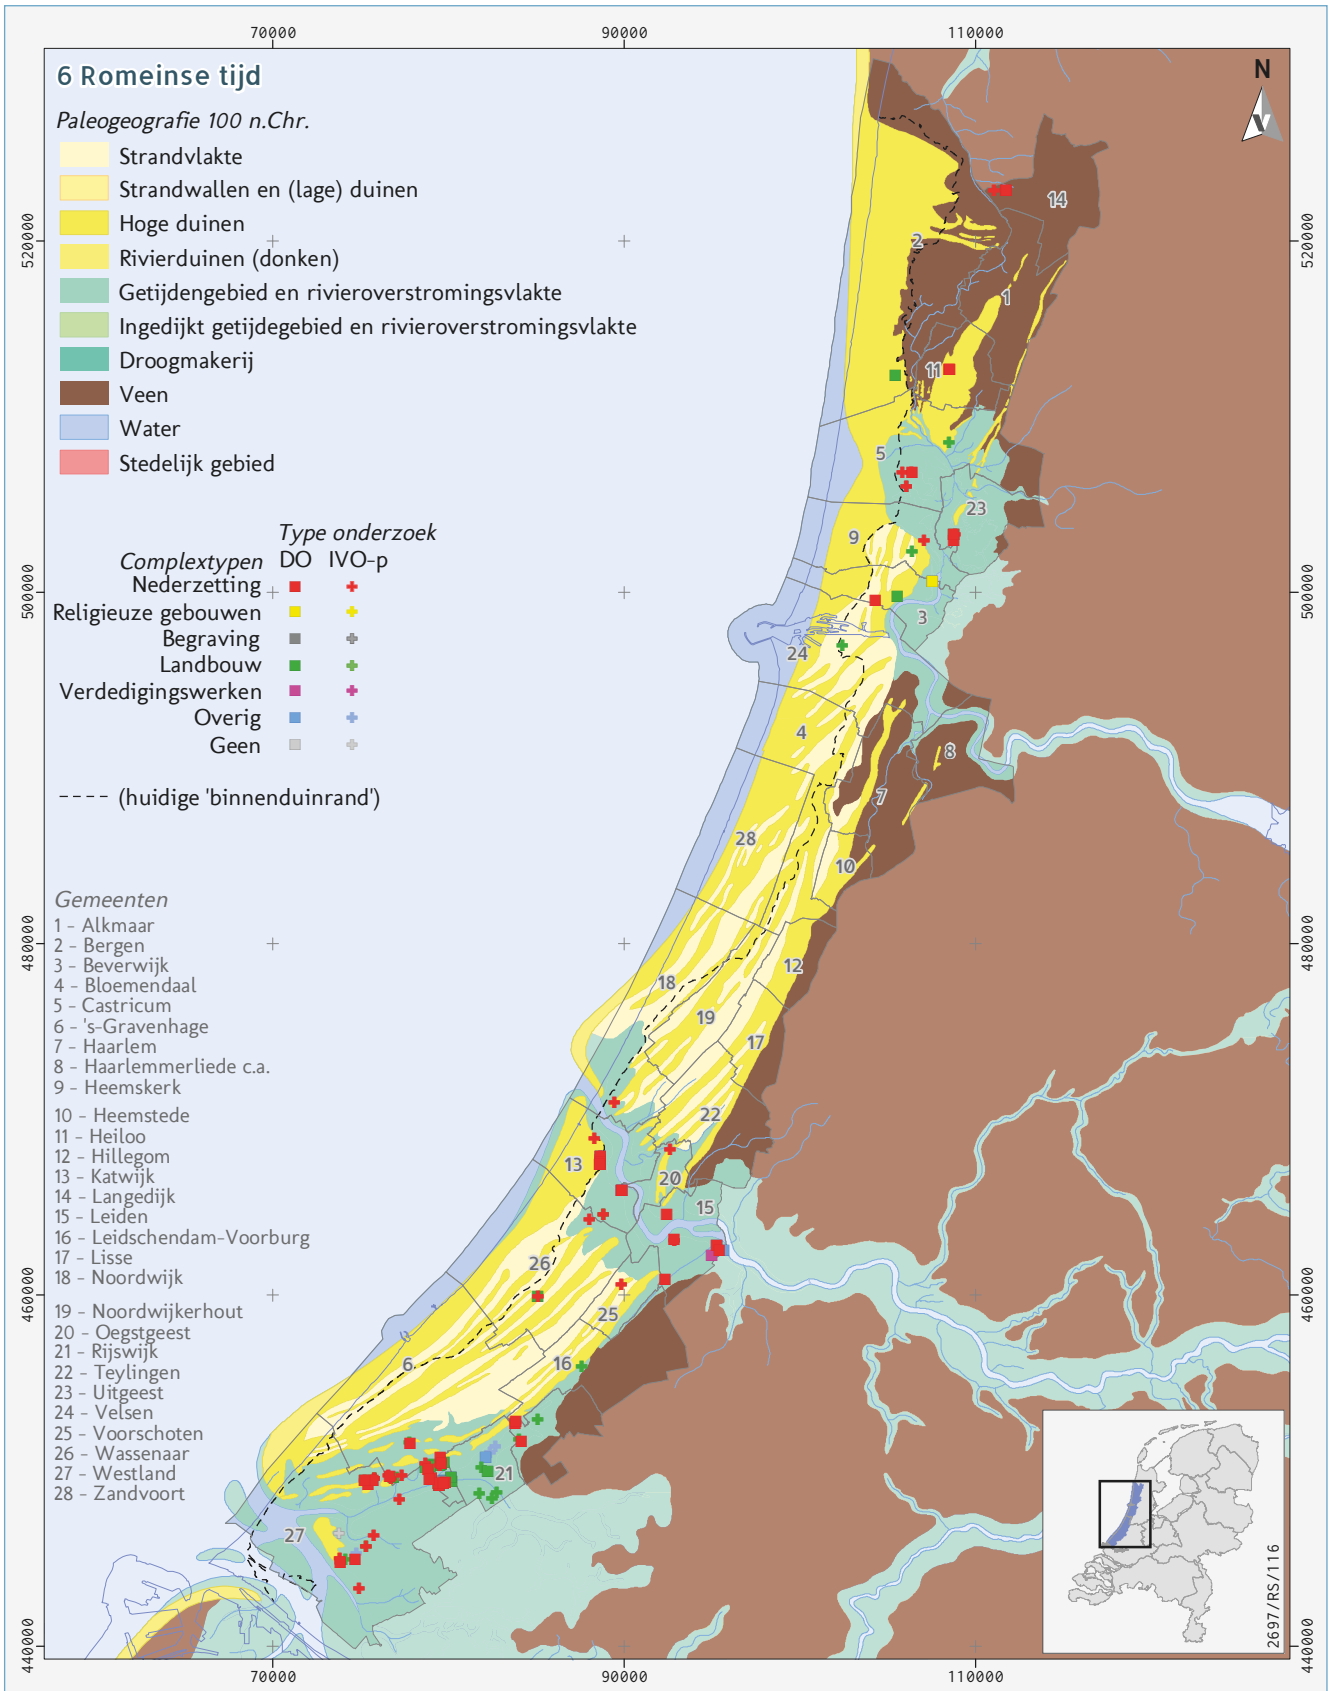 70000 90000 110000
6 Romeinse tijd
N
Paleogeografie 100 n.Chr.
Strandvlakte
Strandwallen en (lage) duinen
Hoge duinen
Rivierduinen (donken)
Getijdengebied en rivieroverstromingsvlakte
Ingedijkt getijdegebied en rivieroverstromingsvlakte
Droogmakerij
Veen
Water
Stedelijk gebied
Type onderzoek
Complextypen DO IVO-p
Nederzetting
Religieuze gebouwen
Begraving
Landbouw
Verdedigingswerken
Overig
Geen
(huidige 'binnenduinrand')
Gemeenten
1 - Alkmaar
2 - Bergen
3 - Beverwijk
4 - Bloemendaal
5 - Castricum
6 - 's-Gravenhage
7 - Haarlem
8 - Haarlemmerliede c.a.
9 - Heemskerk
10 - Heemstede
11 - Heiloo
12 - Hillegom
13 - Katwijk
14 - Langedijk
15 - Leiden
16 - Leidschendam-Voorburg
17 - Lisse
18 - Noordwijk
19 - Noordwijkerhout
20 - Oegstgeest
21 - Rijswijk
22 - Teylingen
23 - Uitgeest
24 - Velsen
25 - Voorschoten
26 - Wassenaar
27 - Westland
28 - Zandvoort
14
2
1
11
5
23
9
3
24
4
8
7
28
10
12
18
19
17
22
13
20
15
26
25
6
16
21
27
520000
500000
480000
460000
440000
520000
500000
480000
460000
440000
2697/RS/116
70000 90000 110000